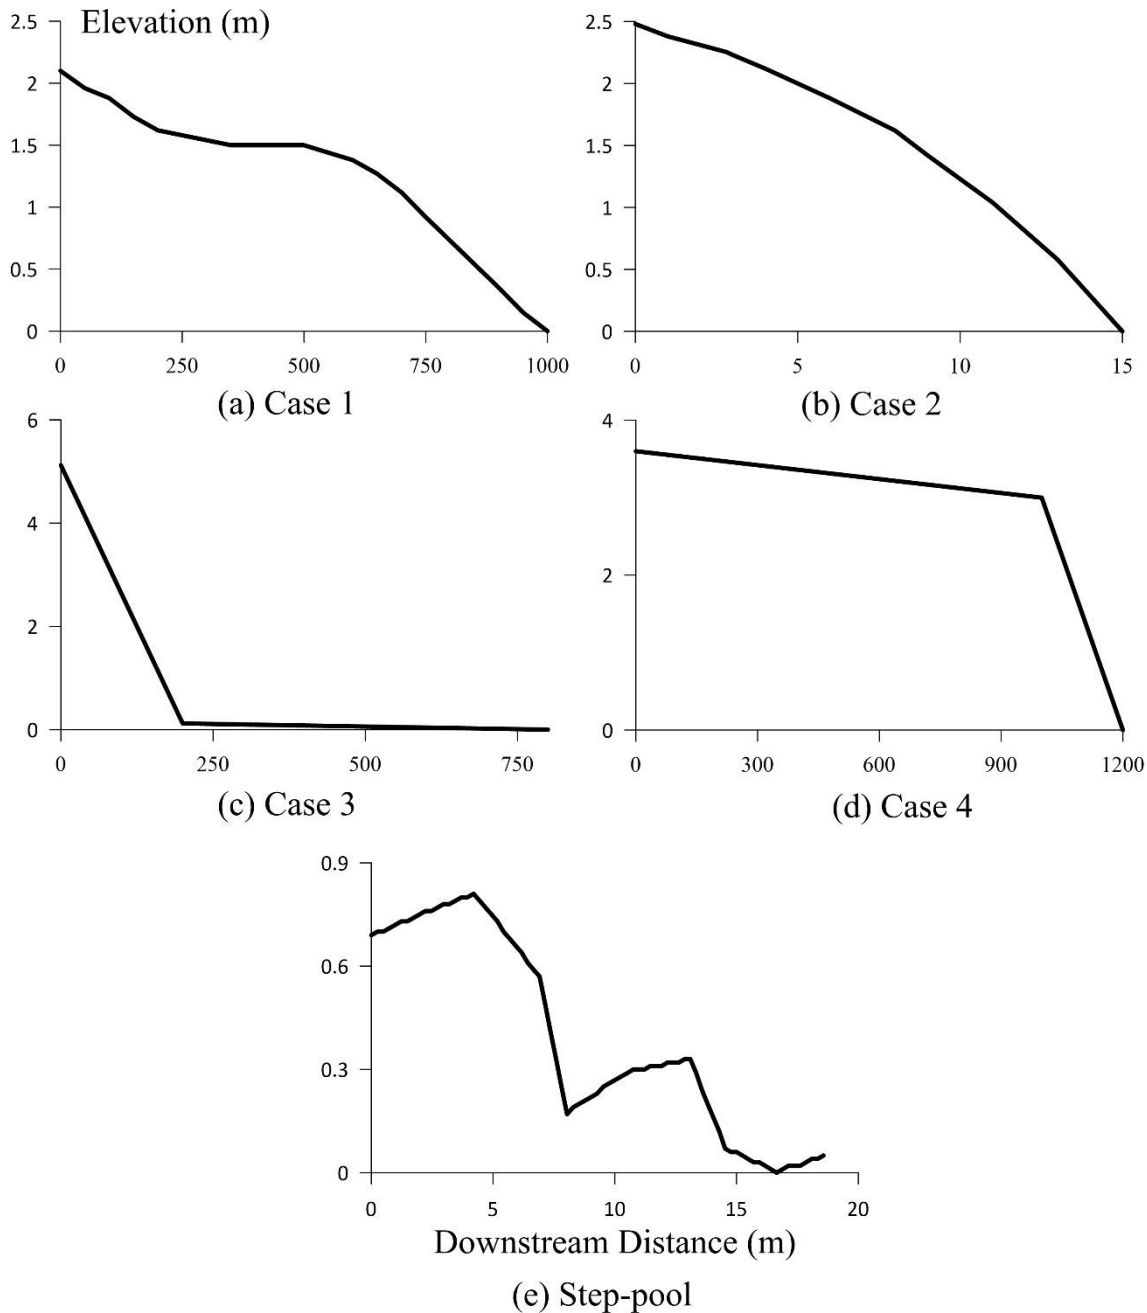 Elevation (m)
2.5
2
1.5
1
0.5
0
0 250 500 750 1000
(a) Case 1
2.5
2
1.5
1
0.5
0
0 5 10 15
(b) Case 2
6
4
2
0
0 250 500 750
(c) Case 3
4
2
0
0 300 600 900 1200
(d) Case 4
0.9
0.6
0.3
0
0 5 10 15 20
Downstream Distance (m)
(e) Step-pool